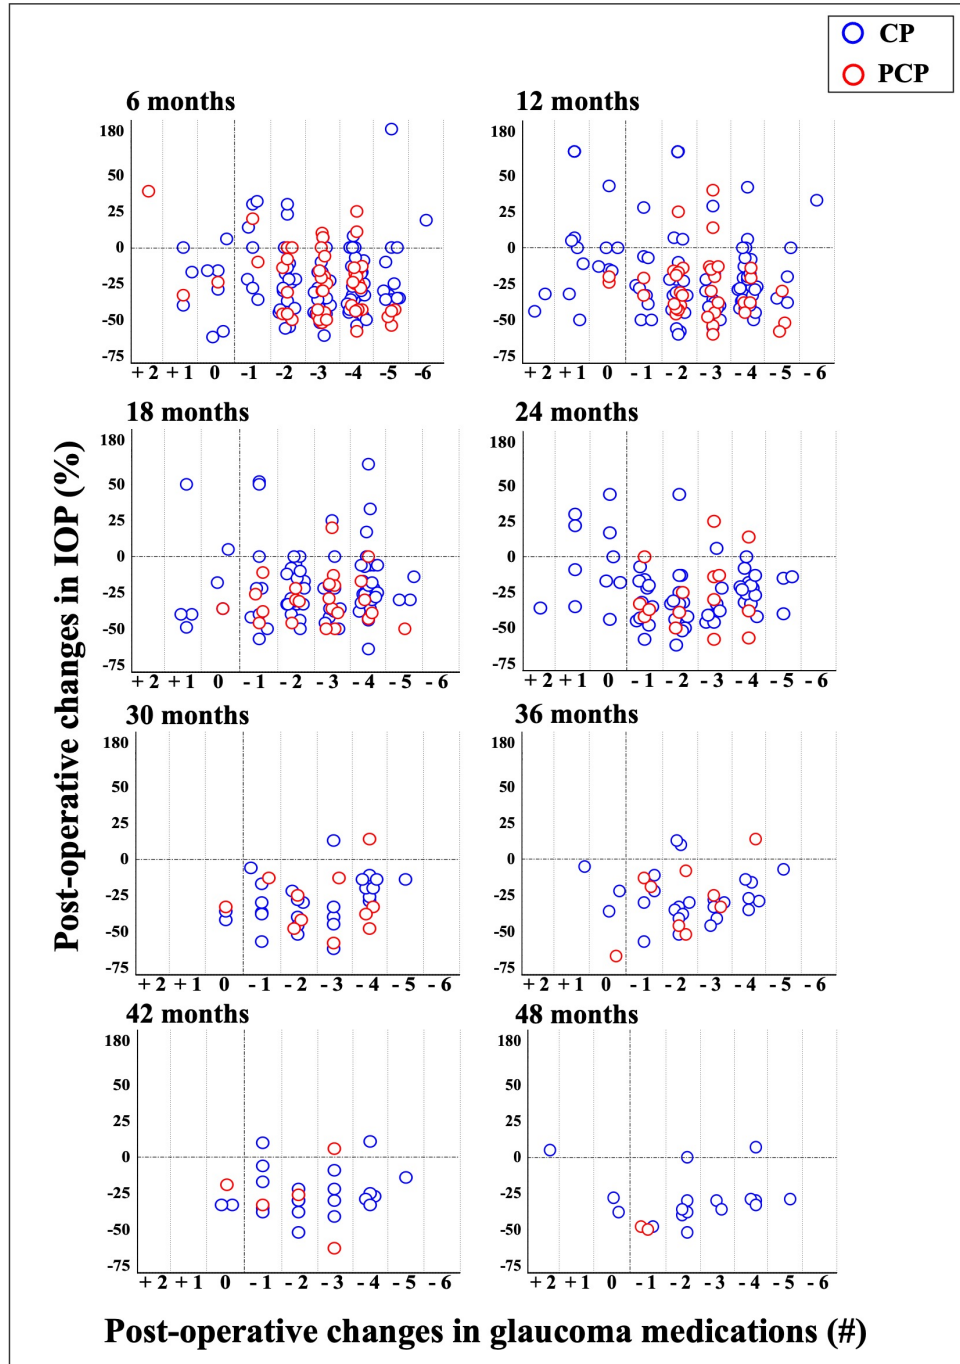 CP
PCP
6 months
180
50
25
0
-25
-50
-75
+ 2 + 1 0 -1 -2 -3 -4 -5 -6
12 months
180
50
25
0
-25
-50
-75
+ 2 + 1 0 - 1 - 2 - 3 - 4 - 5 - 6
18 months
180
50
25
0
-25
-50
-75
+ 2 + 1 0 - 1 - 2 - 3 - 4 - 5 - 6
24 months
180
50
25
0
-25
-50
-75
+ 2 + 1 0 - 1 - 2 - 3 - 4 - 5 - 6
30 months
180
50
25
0
-25
-50
-75
+ 2 + 1 0 - 1 - 2 - 3 - 4 - 5 - 6
36 months
180
50
25
0
-25
-50
-75
+ 2 + 1 0 - 1 - 2 - 3 - 4 - 5 - 6
42 months
180
50
25
0
-25
-50
-75
+ 2 + 1 0 - 1 - 2 - 3 - 4 - 5 - 6
48 months
180
50
25
0
-25
-50
-75
+ 2 + 1 0 - 1 - 2 - 3 - 4 - 5 - 6
Post-operative changes in IOP (%)
Post-operative changes in glaucoma medications (#)